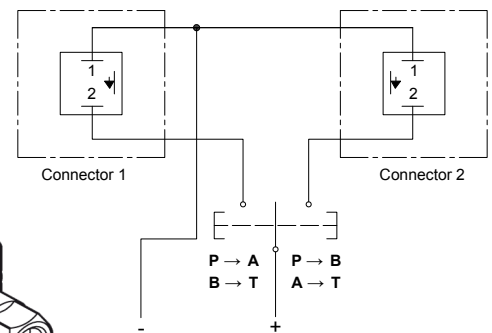 1
2
1
2
Connector 1
Connector 2
P → A P → B
B → T A → T
- +